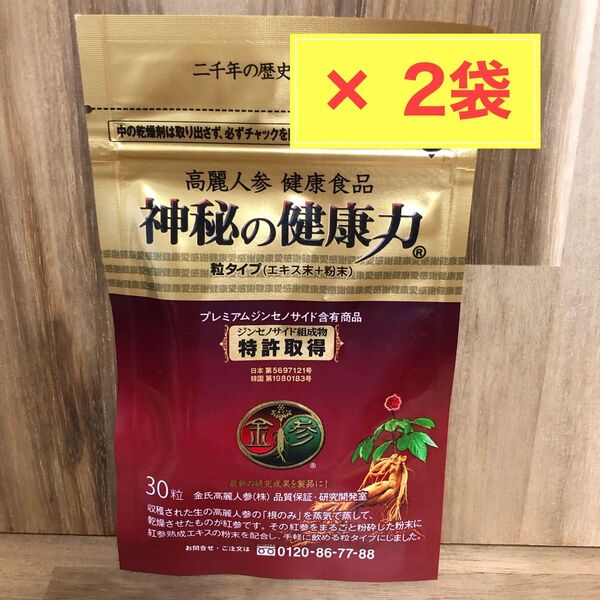 二千年の歴史
× 2袋
中の乾燥剤は取り出さず、必ずチャックを
高麗人参 健康食品
神秘の健康力®
粒タイプ(エキス末+粉末)
プレミアムジンセノサイド含有商品
ジンセノサイド組成物
特許取得
日本 第5697121号
韓国 第1980183号
金参®
最新の研究成果を製品に!
30粒
金氏高麗人参(株) 品質保証・研究開発室
収穫された生の高麗人参の「根のみ」を蒸気で蒸して、
乾燥させたものが紅参です。その紅参をまるごと粉砕した粉末に
紅参熟成エキスの粉末を配合し、手軽に飲める粒タイプにしました。
お問合せ・ご注文は 0120-86-77-88